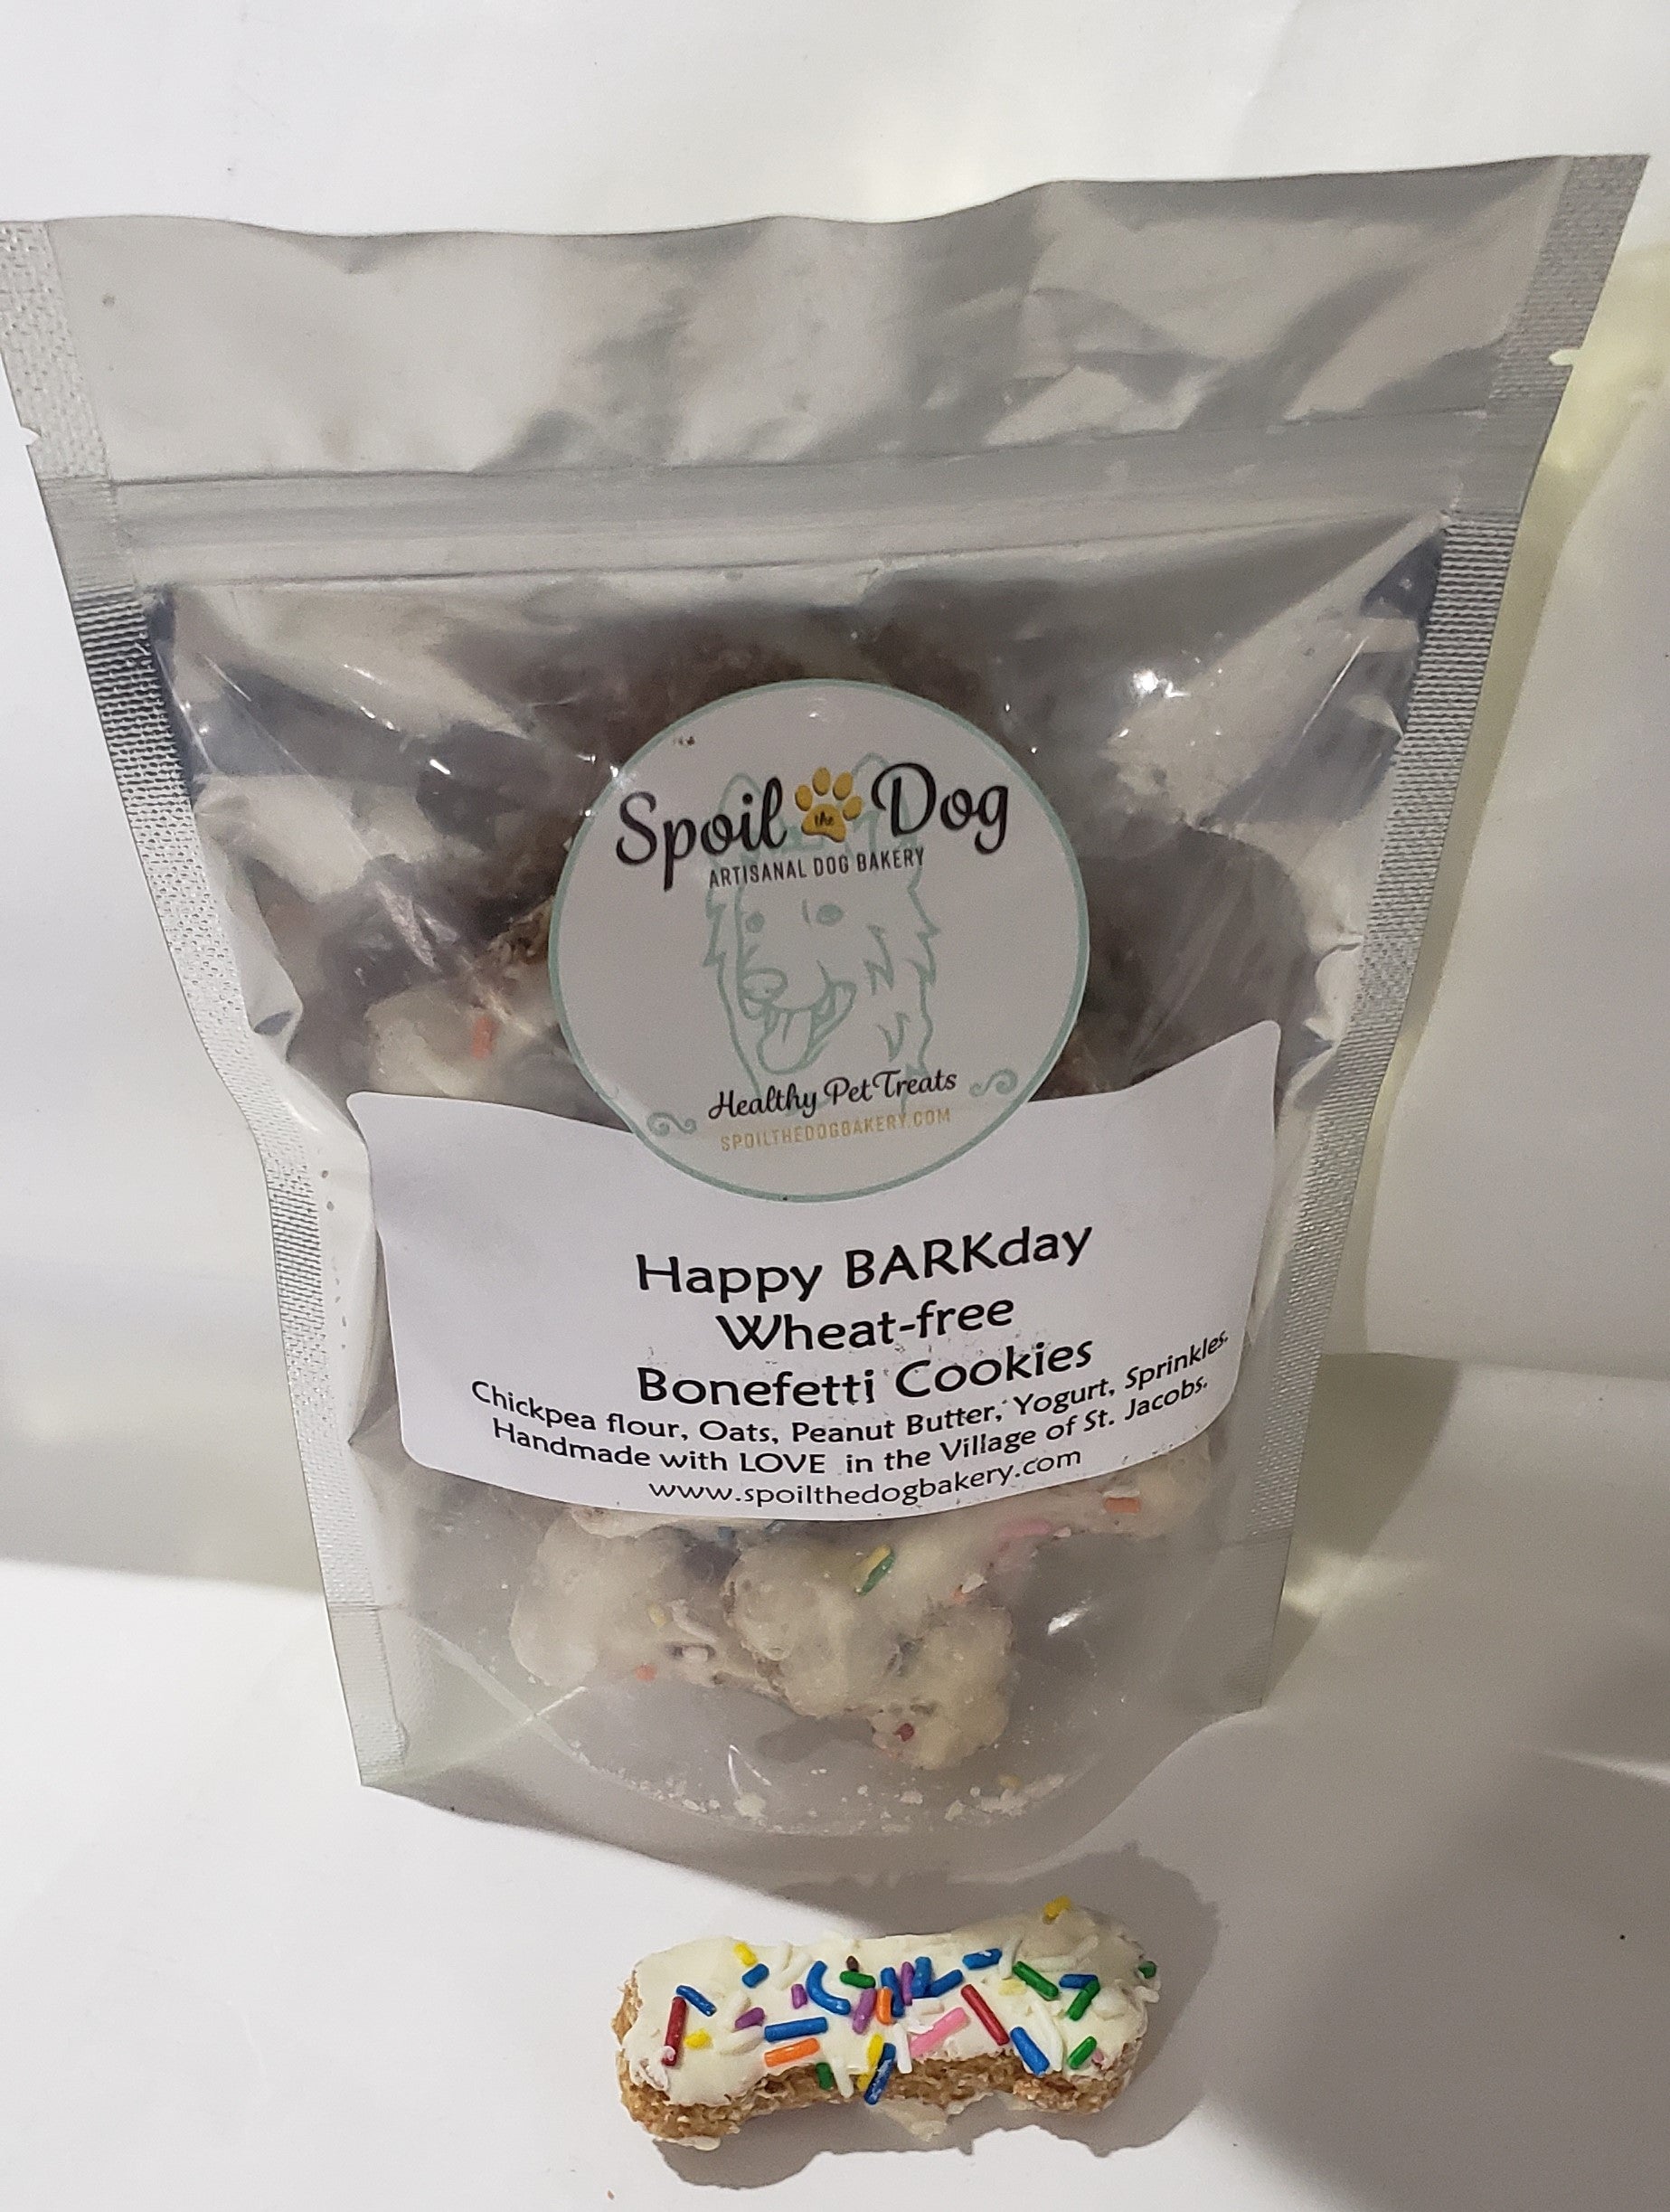 Spoil the Dog
ARTISANAL DOG BAKERY
Healthy Pet Treats
SPOILTHEDOGBAKERY.COM
Happy BARKday
Wheat-free
Bonefetti Cookies
Chickpea flour, Oats, Peanut Butter, Yogurt, Sprinkles.
Handmade with LOVE in the Village of St. Jacobs.
www.spoilthedogbakery.com